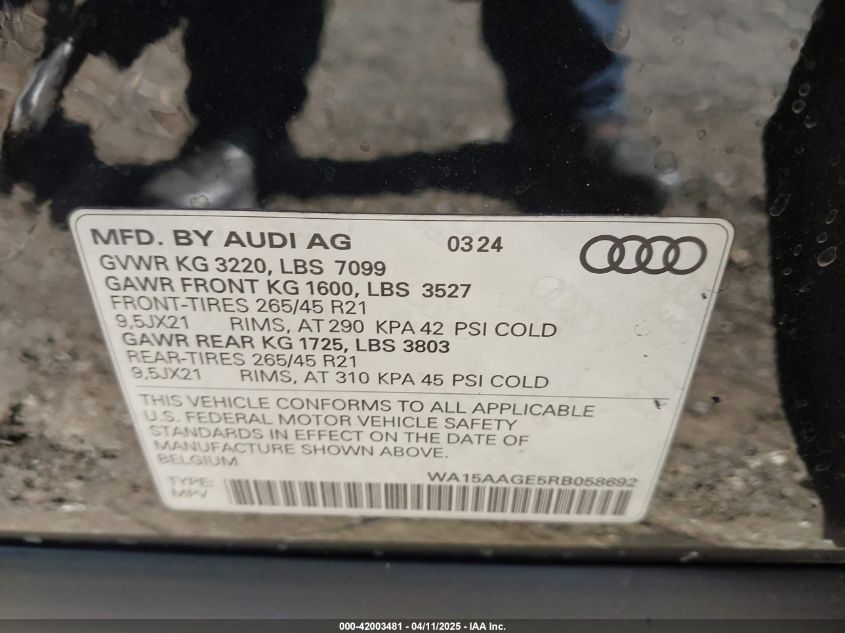 MFD. BY AUDI AG 03 24
GVWR KG 3220, LBS 7099
GAWR FRONT KG 1600, LBS 3527
FRONT-TIRES 265/45 R21
9,5JX21 RIMS, AT 290 KPA 42 PSI COLD
GAWR REAR KG 1725, LBS 3803
REAR-TIRES 265/45 R21
9,5JX21 RIMS, AT 310 KPA 45 PSI COLD
THIS VEHICLE CONFORMS TO ALL APPLICABLE
U.S. FEDERAL MOTOR VEHICLE SAFETY
STANDARDS IN EFFECT ON THE DATE OF
MANUFACTURE SHOWN ABOVE.
BELGIUM
WA15AAGE5RB058692
TYPE:
MPV
000-42003481 - 04/11/2025 - IAA Inc.